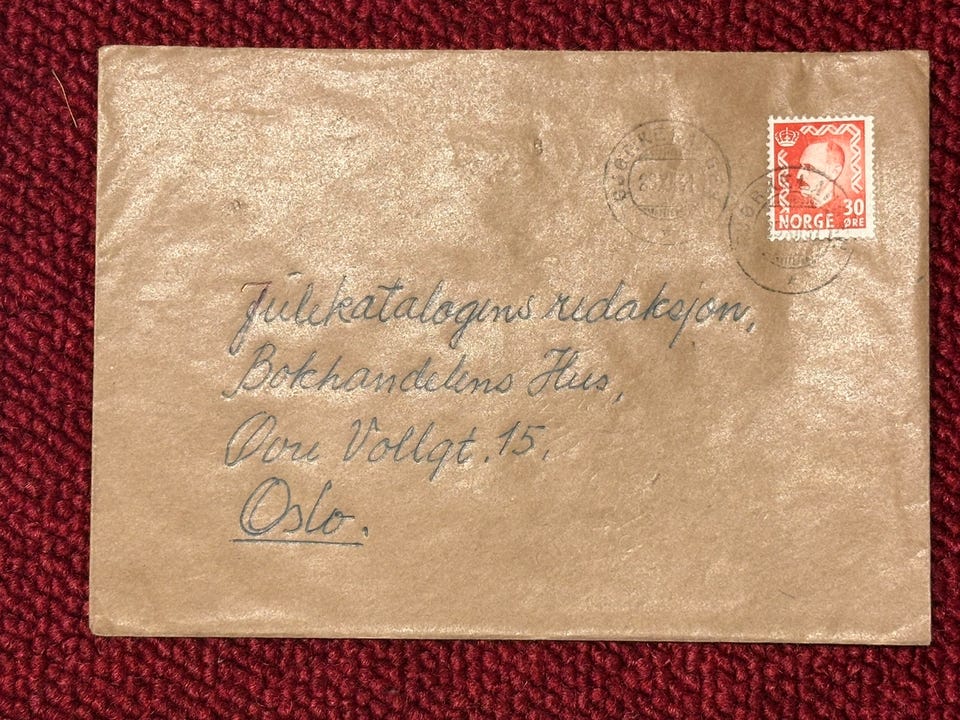 NORGE 30 ØRE
Julekatalogens redaksjon,
Bokhandelens Hus,
Øvre Vollgt. 15.
Oslo.